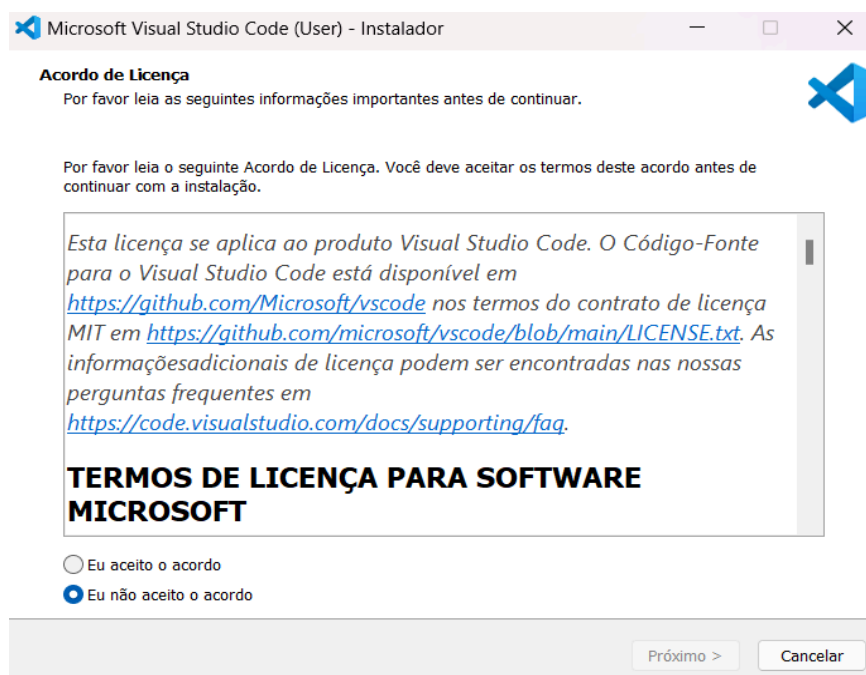 Microsoft Visual Studio Code (User) - Instalador
Acordo de Licença
Por favor leia as seguintes informações importantes antes de continuar.
Por favor leia o seguinte Acordo de Licença. Você deve aceitar os termos deste acordo antes de
continuar com a instalação.
Esta licença se aplica ao produto Visual Studio Code. O Código-Fonte
para o Visual Studio Code está disponível em
https://github.com/Microsoft/vscode nos termos do contrato de licença
MIT em https://github.com/microsoft/vscode/blob/main/LICENSE.txt. As
informaçõesadicionais de licença podem ser encontradas nas nossas
perguntas frequentes em
https://code.visualstudio.com/docs/supporting/faq.
TERMOS DE LICENÇA PARA SOFTWARE
MICROSOFT
Eu aceito o acordo
Eu não aceito o acordo
Próximo > Cancelar